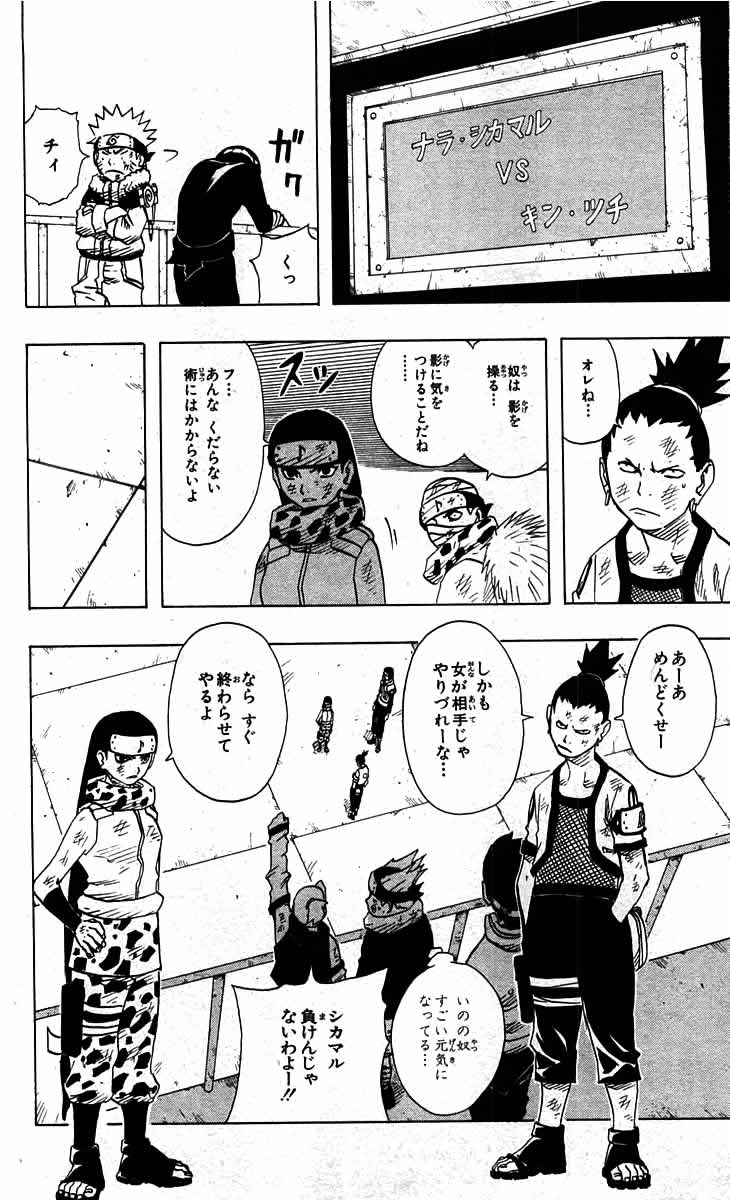 ナラ・シカマル
VS
キン・ツチ
ガク
くっ
チィ
オレね…
奴は 影を
操る…
影に気を
つけることだね
……
スッ
フ…
あんな くだらない
術にはかからないよ
あーあ
めんどくせー
しかも
女が相手じゃ
やりづれーな…
なら すぐ
終わらせて
やるよ
いのの奴
すごい元気に
なってる…
シカマル
負けんじゃ
ないわよー!!